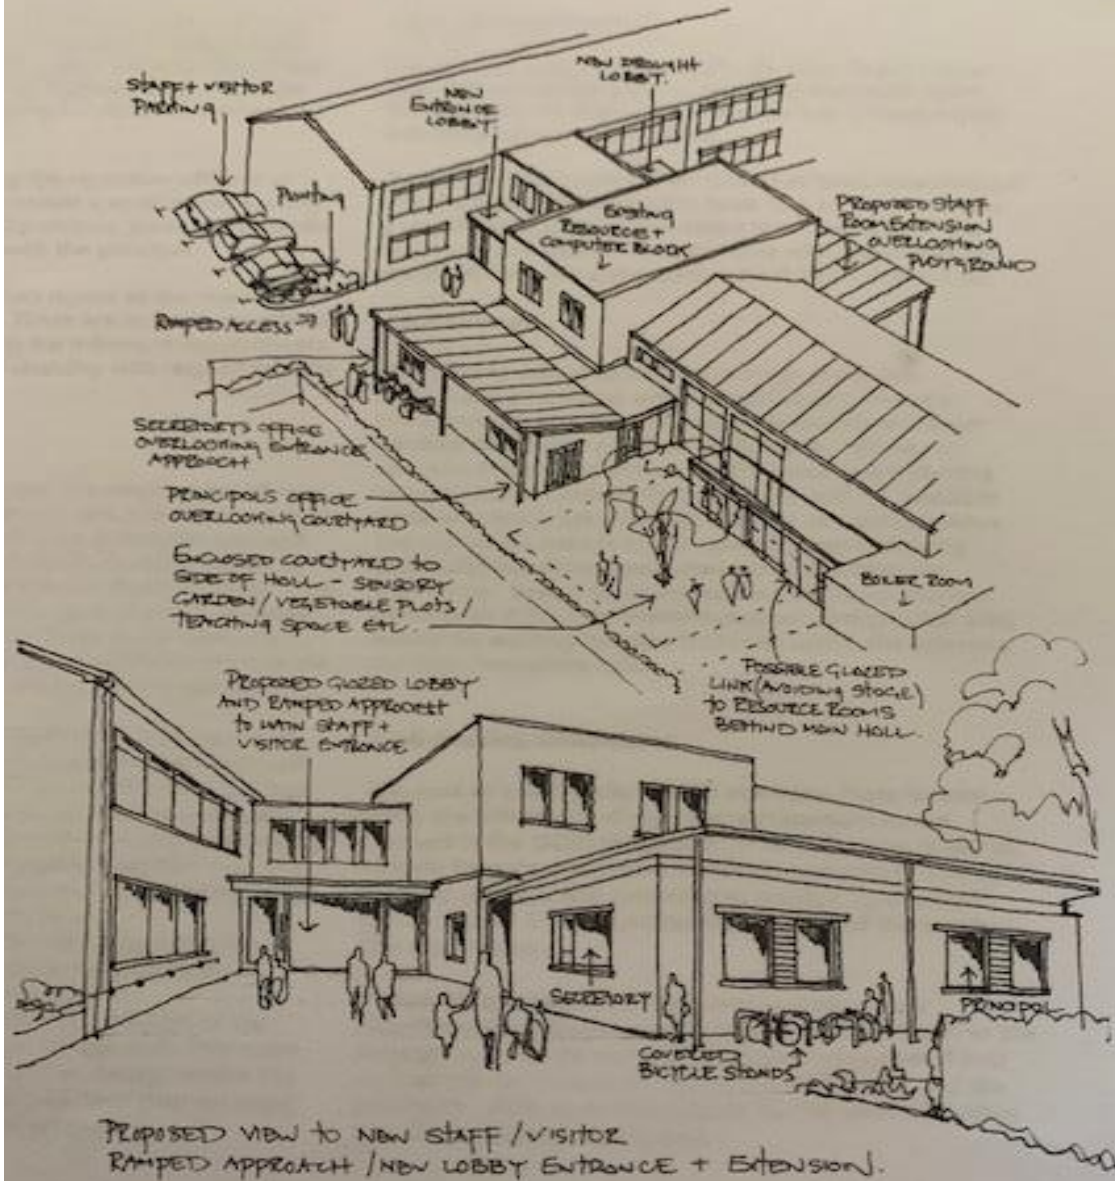 STAFF + VISITOR
PARKING
NEW
ENTRANCE
LOBBY
NEW DRAUGHT
LOBBY.
Planting
EXISTING
RESOURCE +
COMPUTER BLOCK
PROPOSED STAFF
ROOM EXTENSION
OVERLOOKING
PLAYGROUND
RAMPED ACCESS
SECRETARY'S OFFICE
OVERLOOKING ENTRANCE
APPROACH
PRINCIPALS OFFICE
OVERLOOKING COURTYARD
ENCLOSED COURTYARD TO
SIDE OF HALL - SENSORY
GARDEN / VEGETABLE PLOTS /
TEACHING SPACE ETC.
BOILER ROOM
POSSIBLE GLAZED
LINK (AVOIDING STAGE)
TO RESOURCE ROOMS
BEHIND MAIN HALL.
PROPOSED GLAZED LOBBY
AND RAMPED APPROACH
TO MAIN STAFF +
VISITOR ENTRANCE
SECRETARY
PRINCIPAL
COVERED
BICYCLE STANDS
PROPOSED VIEW TO NEW STAFF / VISITOR
RAMPED APPROACH / NEW LOBBY ENTRANCE + EXTENSION.